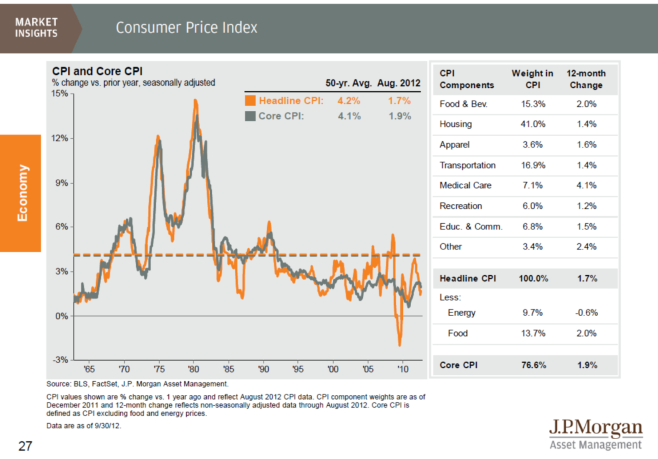 MARKET
INSIGHTS
Consumer Price Index
Economy
CPI and Core CPI
% change vs. prior year, seasonally adjusted
50-yr. Avg. Aug. 2012
Headline CPI: 4.2% 1.7%
Core CPI: 4.1% 1.9%
15%
12%
9%
6%
3%
0%
-3%
'65 '70 '75 '80 '85 '90 '95 '00 '05 '10
CPI Components Weight in CPI 12-month Change
Food & Bev. 15.3% 2.0%
Housing 41.0% 1.4%
Apparel 3.6% 1.6%
Transportation 16.9% 1.4%
Medical Care 7.1% 4.1%
Recreation 6.0% 1.2%
Educ. & Comm. 6.8% 1.5%
Other 3.4% 2.4%
Headline CPI 100.0% 1.7%
Less:
Energy 9.7% -0.6%
Food 13.7% 2.0%
Core CPI 76.6% 1.9%
Source: BLS, FactSet, J.P. Morgan Asset Management.
CPI values shown are % change vs. 1 year ago and reflect August 2012 CPI data. CPI component weights are as of
December 2011 and 12-month change reflects non-seasonally adjusted data through August 2012. Core CPI is
defined as CPI excluding food and energy prices.
Data are as of 9/30/12.
27
J.P.Morgan
Asset Management